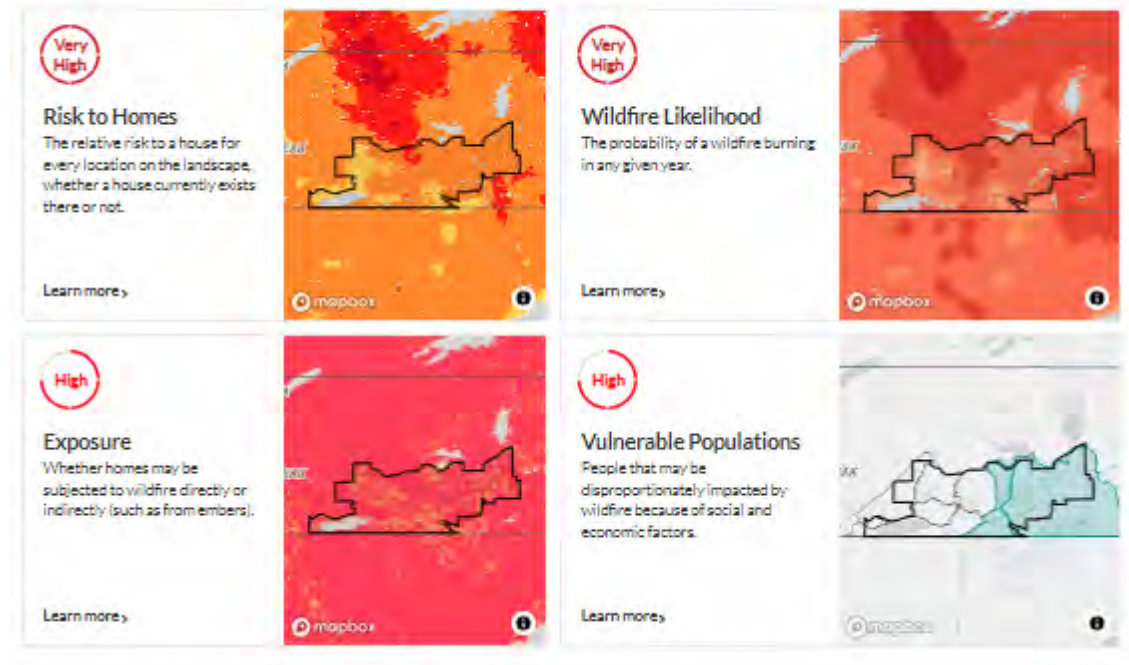 Very
High
Risk to Homes
The relative risk to a house for
every location on the landscape,
whether a house currently exists
there or not.
Learn more >
mapbox
Very
High
Wildfire Likelihood
The probability of a wildfire burning
in any given year.
Learn more >
mapbox
High
Exposure
Whether homes may be
subjected to wildfire directly or
indirectly (such as from embers).
Learn more >
mapbox
High
Vulnerable Populations
People that may be
disproportionately impacted by
wildfire because of social and
economic factors.
Learn more >
mapbox